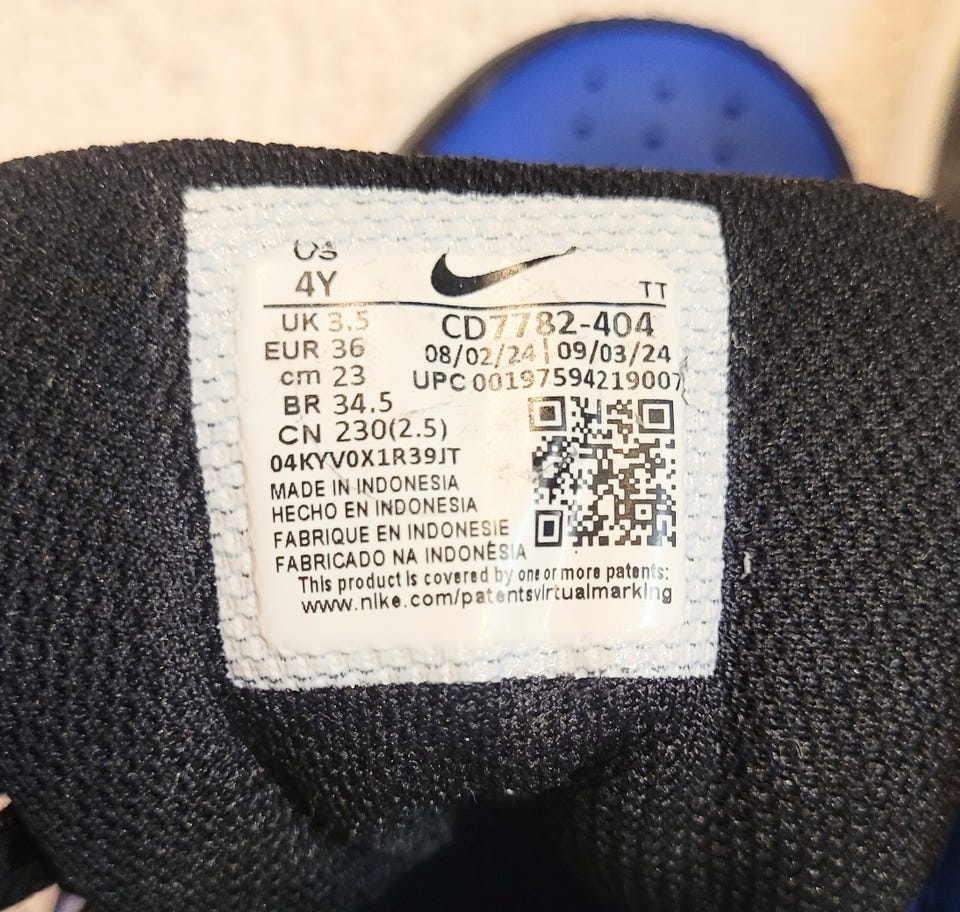 US
4Y
TT
UK 3.5
CD7782-404
EUR 36
08/02/24 | 09/03/24
cm 23
UPC 00197594219007
BR 34.5
CN 230(2.5)
04KYV0X1R39JT
MADE IN INDONESIA
HECHO EN INDONESIA
FABRIQUE EN INDONESIE
FABRICADO NA INDONÉSIA
This product is covered by one or more patents:
www.nike.com/patentsvirtualmarking